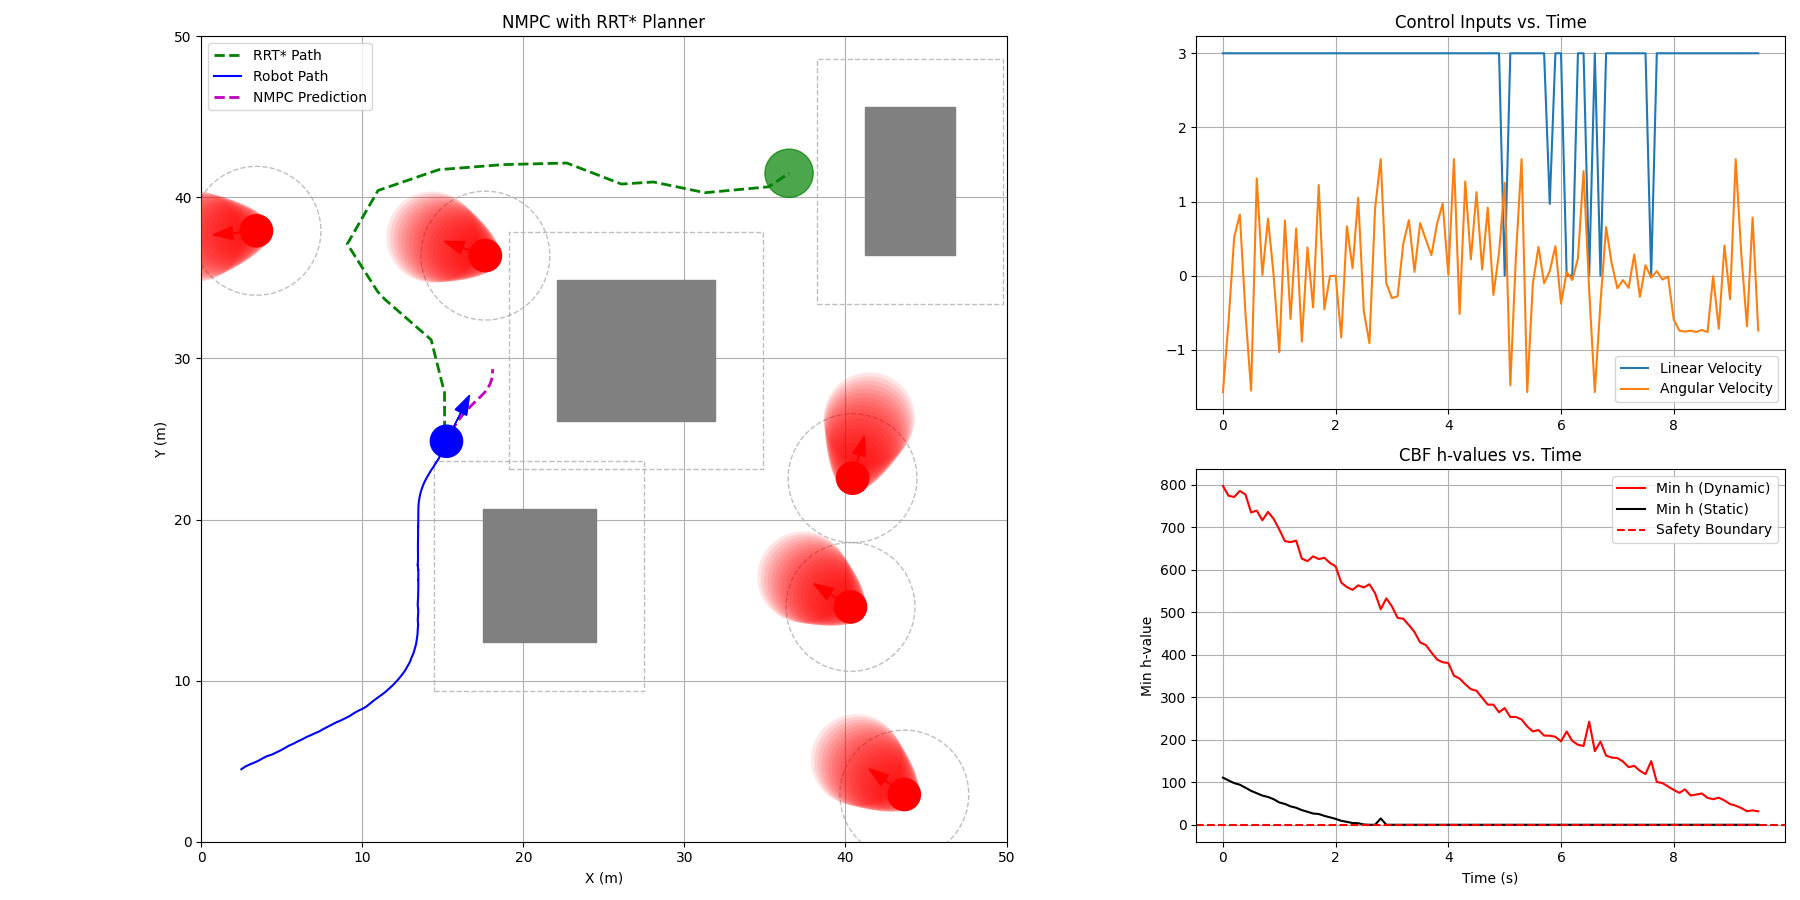 NMPC with RRT* Planner
RRT* Path
Robot Path
NMPC Prediction
50
40
30
20
10
0
Y (m)
0 10 20 30 40 50
X (m)
Control Inputs vs. Time
3
2
1
0
−1
Linear Velocity
Angular Velocity
0 2 4 6 8
CBF h-values vs. Time
800
700
600
500
400
300
200
100
0
Min h-value
Min h (Dynamic)
Min h (Static)
Safety Boundary
0 2 4 6 8
Time (s)